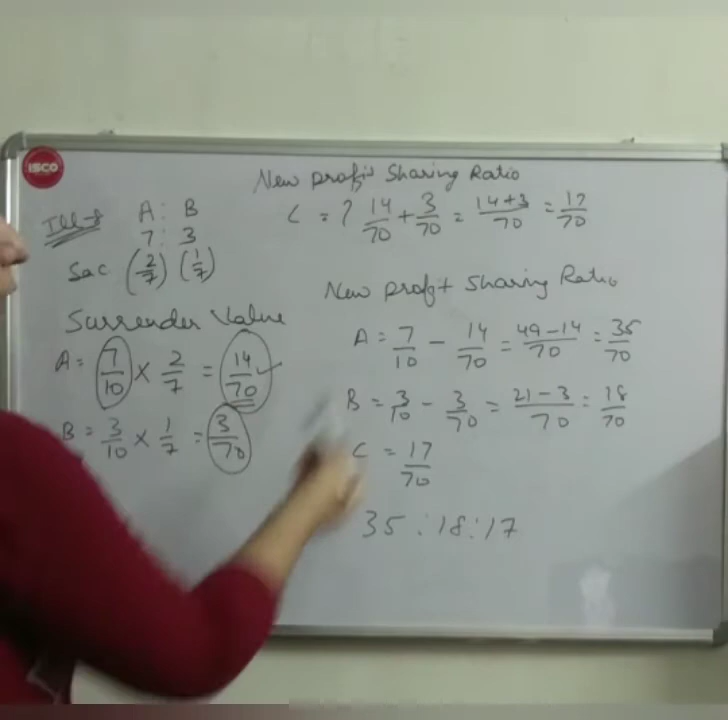 ISCO
New Profit Sharing Ratio
C = ? 14/70 + 3/70 = 14+3/70 = 17/70
A : B
7 : 3
Sac (2/7) (1/7)
Surrender Value
A = 7/10 × 2/7 = 14/70 ✓
B = 3/10 × 1/7 = 3/70
New profit Sharing Ratio
A = 7/10 − 14/70 = 49−14/70 = 35/70
B = 3/10 − 3/70 = 21−3/70 = 18/70
C = 17/70
35 : 18 : 17